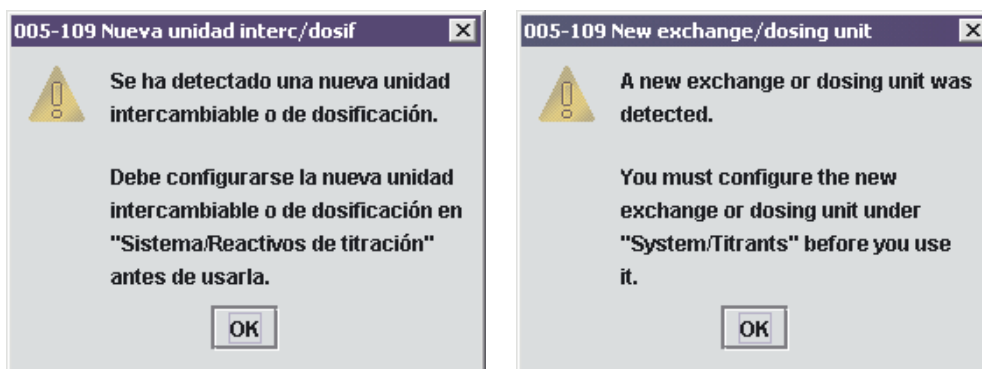 005-109 Nueva unidad interc/dosif
Se ha detectado una nueva unidad
intercambiable o de dosificación.
Debe configurarse la nueva unidad
intercambiable o de dosificación en
"Sistema/Reactivos de titración"
antes de usarla.
OK
005-109 New exchange/dosing unit
A new exchange or dosing unit was
detected.
You must configure the new
exchange or dosing unit under
"System/Titrants" before you use
it.
OK